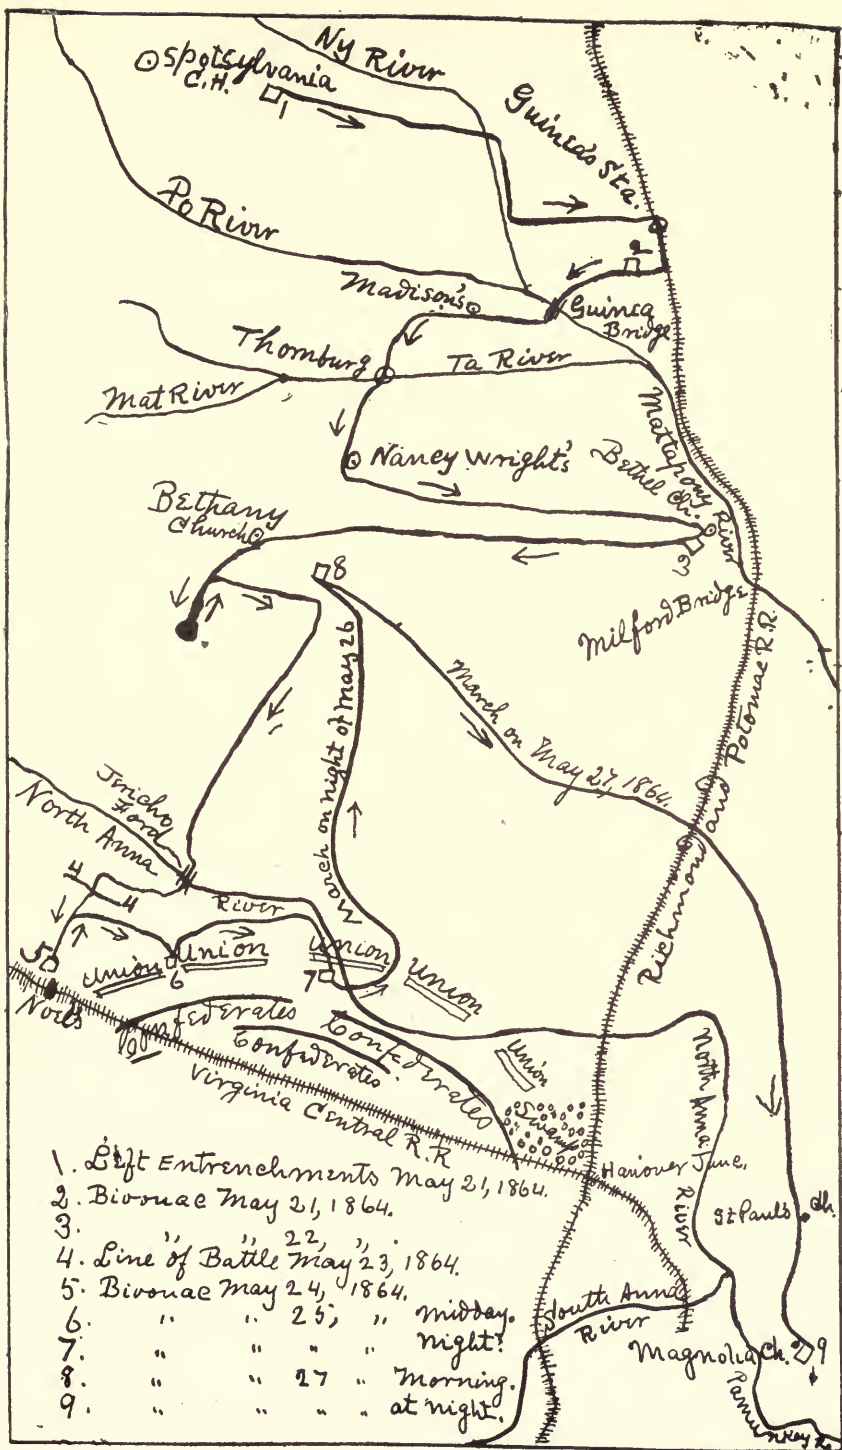 Ny River
Spotsylvania
C.H.
1
Guinea's Sta.
Po River
2
Madison's
Guinea
Bridge
Thornburg
Ta River
Mat River
Mattapony River
Nancy Wright's
Bethel Ch.
Bethany
Church
3
8
Milford Bridge
March on night of May 26
March on May 27, 1864.
Richmond and Potomac R.R.
Jericho
Ford
North Anna
River
4
4
5
Union
6
Union
7
Union
Union
Noel's
Confederates
Confederates
Confederates
Union
Swamp
Virginia Central R.R
North Anna
River
Hanover Junc.
St Paul's Ch.
1. Left Entrenchments May 21, 1864.
2. Bivouac May 21, 1864.
3. " " 22, " .
4. Line of Battle May 23, 1864.
5. Bivouac May 24, 1864.
6. " " 25, " midday.
7. " " " " night.
8. " " 27 " Morning.
9. " " " " at night.
South Anna
River
Magnolia Ch.
9
Pamunkey R.